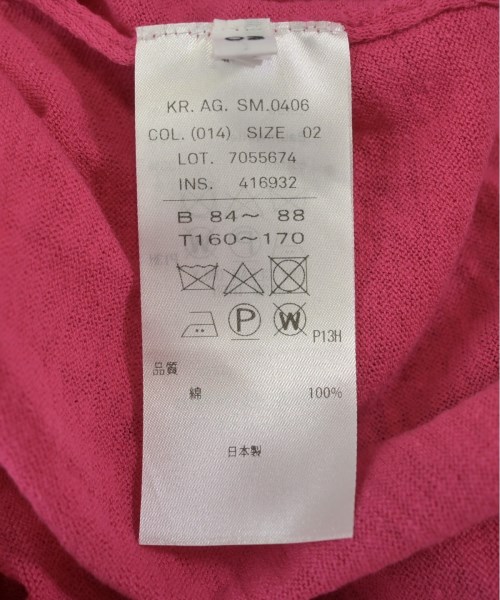 KR. AG. SM.0406
COL.(014) SIZE 02
LOT. 7055674
INS. 416932
B 84～ 88
T160～170
P W P13H
品質
綿 100%
日本製